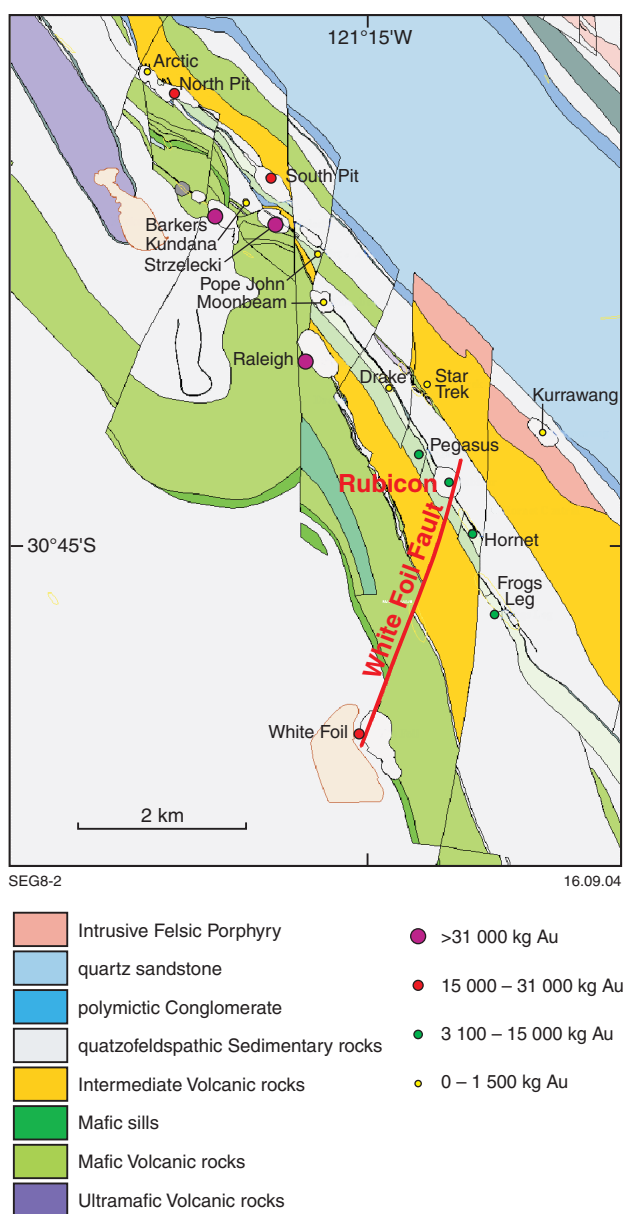 121°15'W
Arctic
North Pit
South Pit
Barkers
Kundana
Strzelecki
Pope John
Moonbeam
Raleigh
Drake
Star
Trek
Kurrawang
Pegasus
Rubicon
White Foil Fault
30°45'S
Hornet
Frogs
Leg
White Foil
2 km
SEG8-2
16.09.04
Intrusive Felsic Porphyry
quartz sandstone
polymictic Conglomerate
quatzofeldspathic Sedimentary rocks
Intermediate Volcanic rocks
Mafic sills
Mafic Volcanic rocks
Ultramafic Volcanic rocks
>31 000 kg Au
15 000 – 31 000 kg Au
3 100 – 15 000 kg Au
0 – 1 500 kg Au